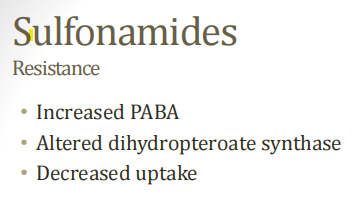 Sulfonamides
Resistance
• Increased PABA
• Altered dihydropteroate synthase
• Decreased uptake